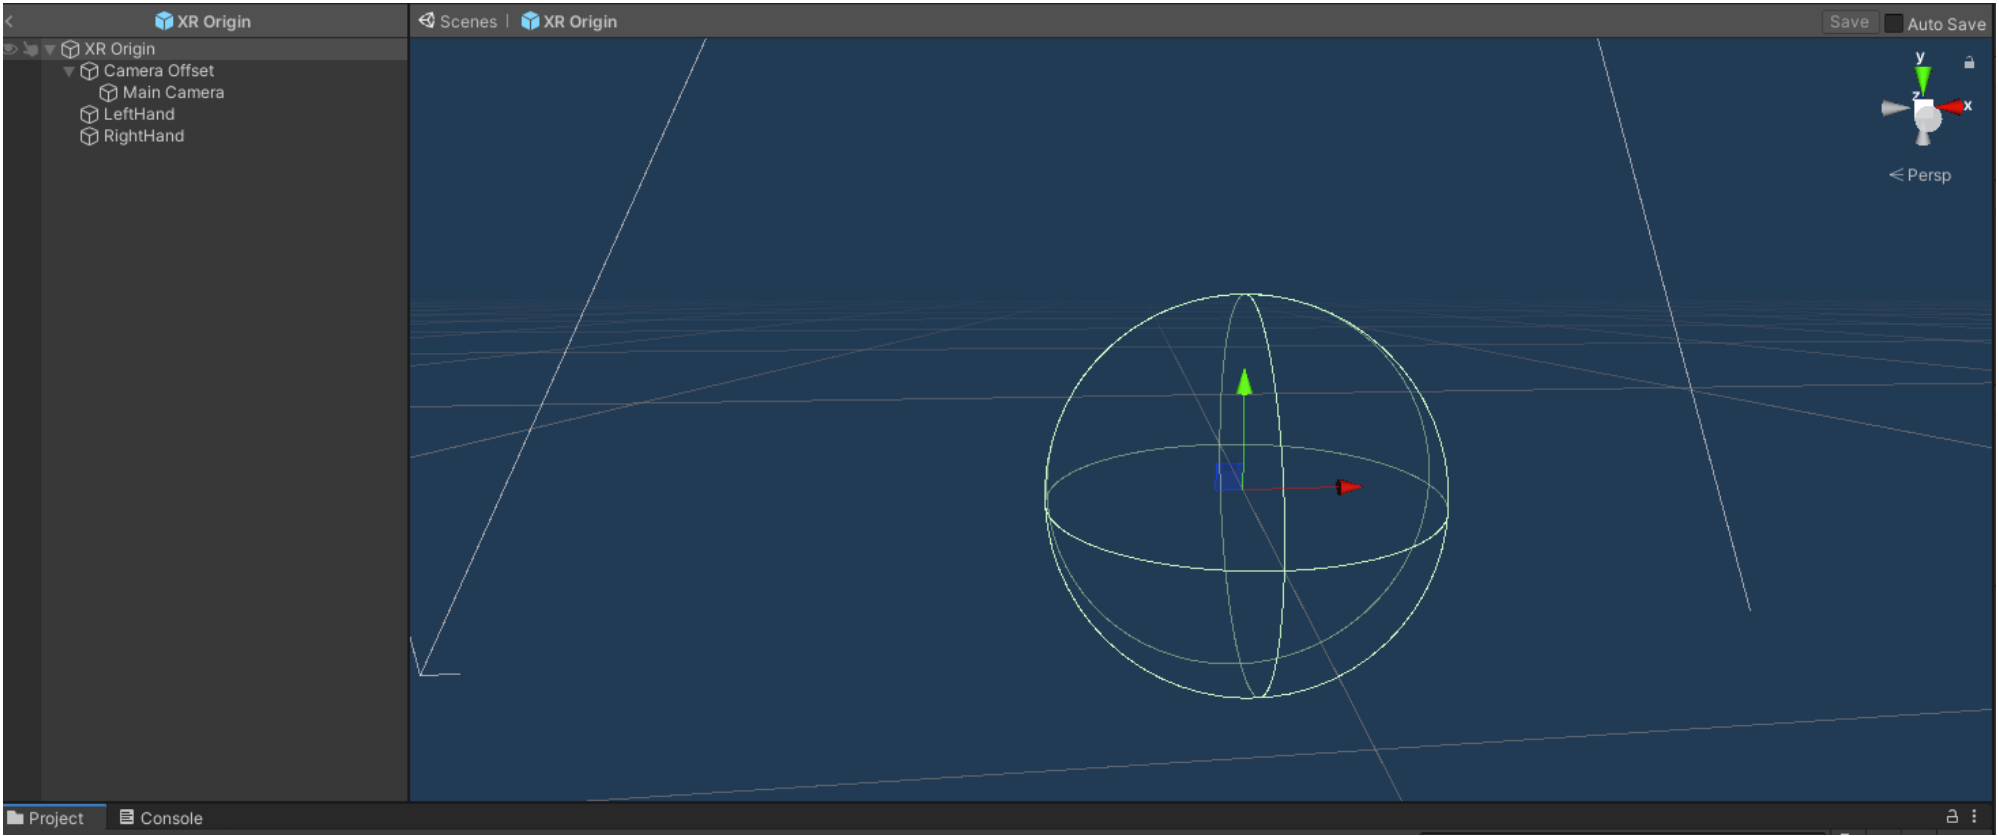 XR Origin
Scenes | XR Origin
Save Auto Save
XR Origin
Camera Offset
Main Camera
LeftHand
RightHand
y
z
x
Persp
Project
Console